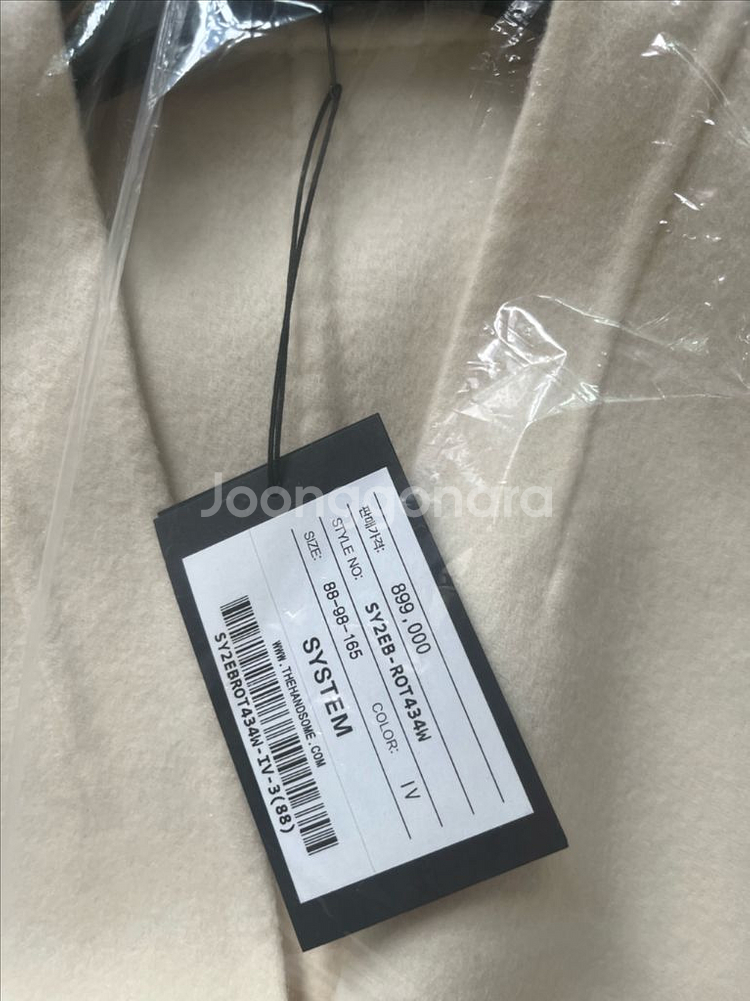 Joonggonara
판매가격: 899,000
STYLE NO: SY2EB-ROT434W
SIZE: 88-98-165 COLOR: IV
SYSTEM
WWW.THEHANDSOME.COM
SY2EBROT434W-IV-3(88)